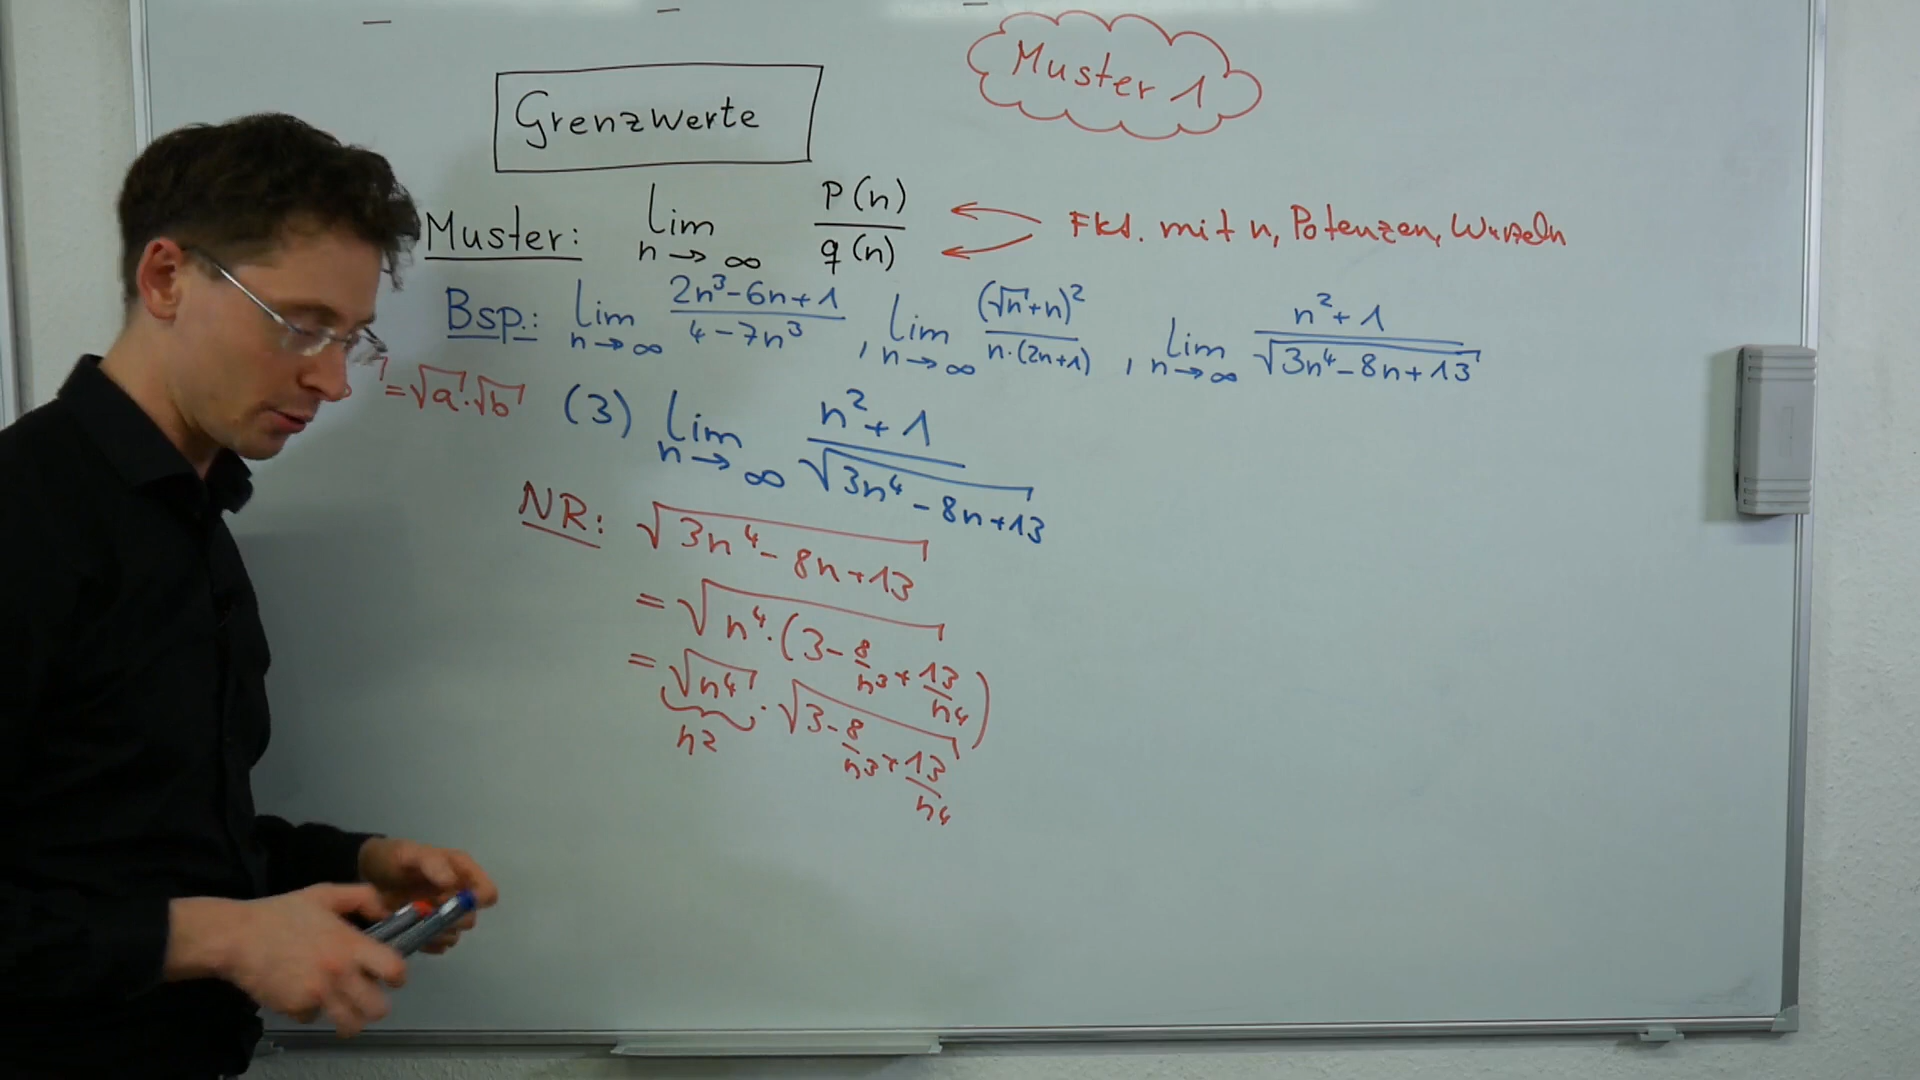 Muster 1
Grenzwerte
Muster: lim n→∞ p(n)/q(n) Fkt. mit n, Potenzen, Wurzeln
Bsp.: lim n→∞ (2n³-6n+1)/(4-7n³), lim n→∞ (√n+n)²/(n·(2n+1)), lim n→∞ (n²+1)/√(3n⁴-8n+13)
=√a·√b (3) lim n→∞ (n²+1)/√(3n⁴-8n+13)
NR: √(3n⁴-8n+13)
= √(n⁴·(3-8/n³+13/n⁴))
= √n⁴ · √(3-8/n³+13/n⁴)
n²